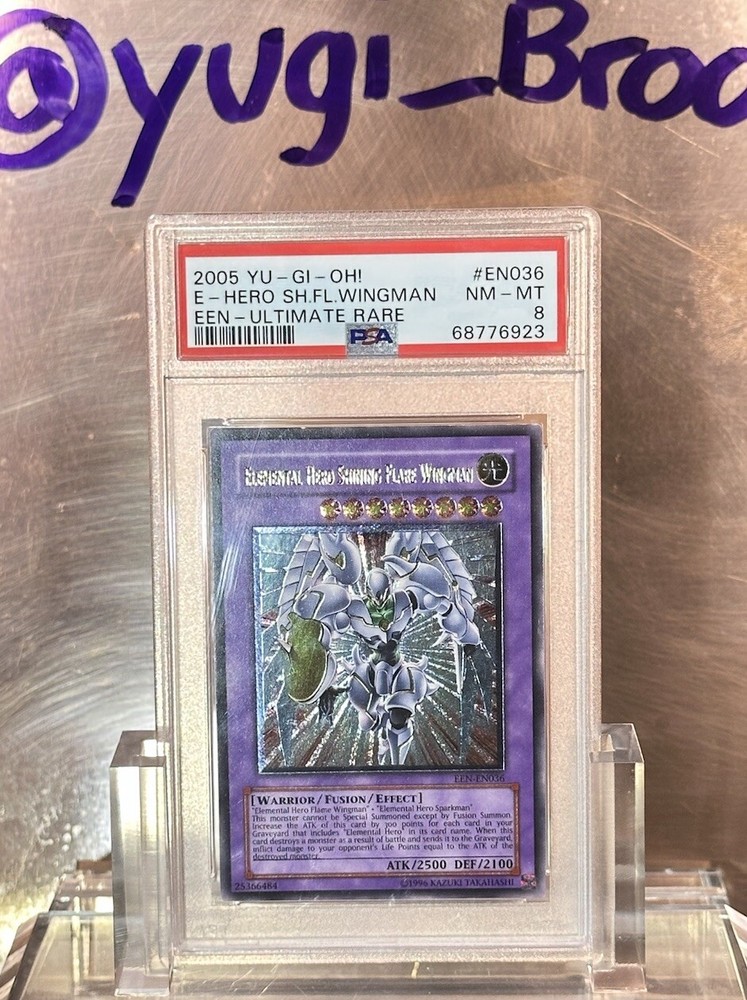 @yugi_Broo
2005 YU-GI-OH! #EN036
E-HERO SH.FL.WINGMAN NM-MT
EEN-ULTIMATE RARE 8
PSA 68776923
ELEMENTAL HERO SHINING FLARE WINGMAN 光
EEN-EN036
[WARRIOR/FUSION/EFFECT]
"Elemental Hero Flame Wingman" + "Elemental Hero Sparkman"
This monster cannot be Special Summoned except by Fusion Summon.
Increase the ATK of this card by 300 points for each card in your
Graveyard that includes "Elemental Hero" in its card name. When this
card destroys a monster as a result of battle and sends it to the Graveyard,
inflict damage to your opponent's Life Points equal to the ATK of the
destroyed monster.
ATK/2500 DEF/2100
25366484 ©1996 KAZUKI TAKAHASHI